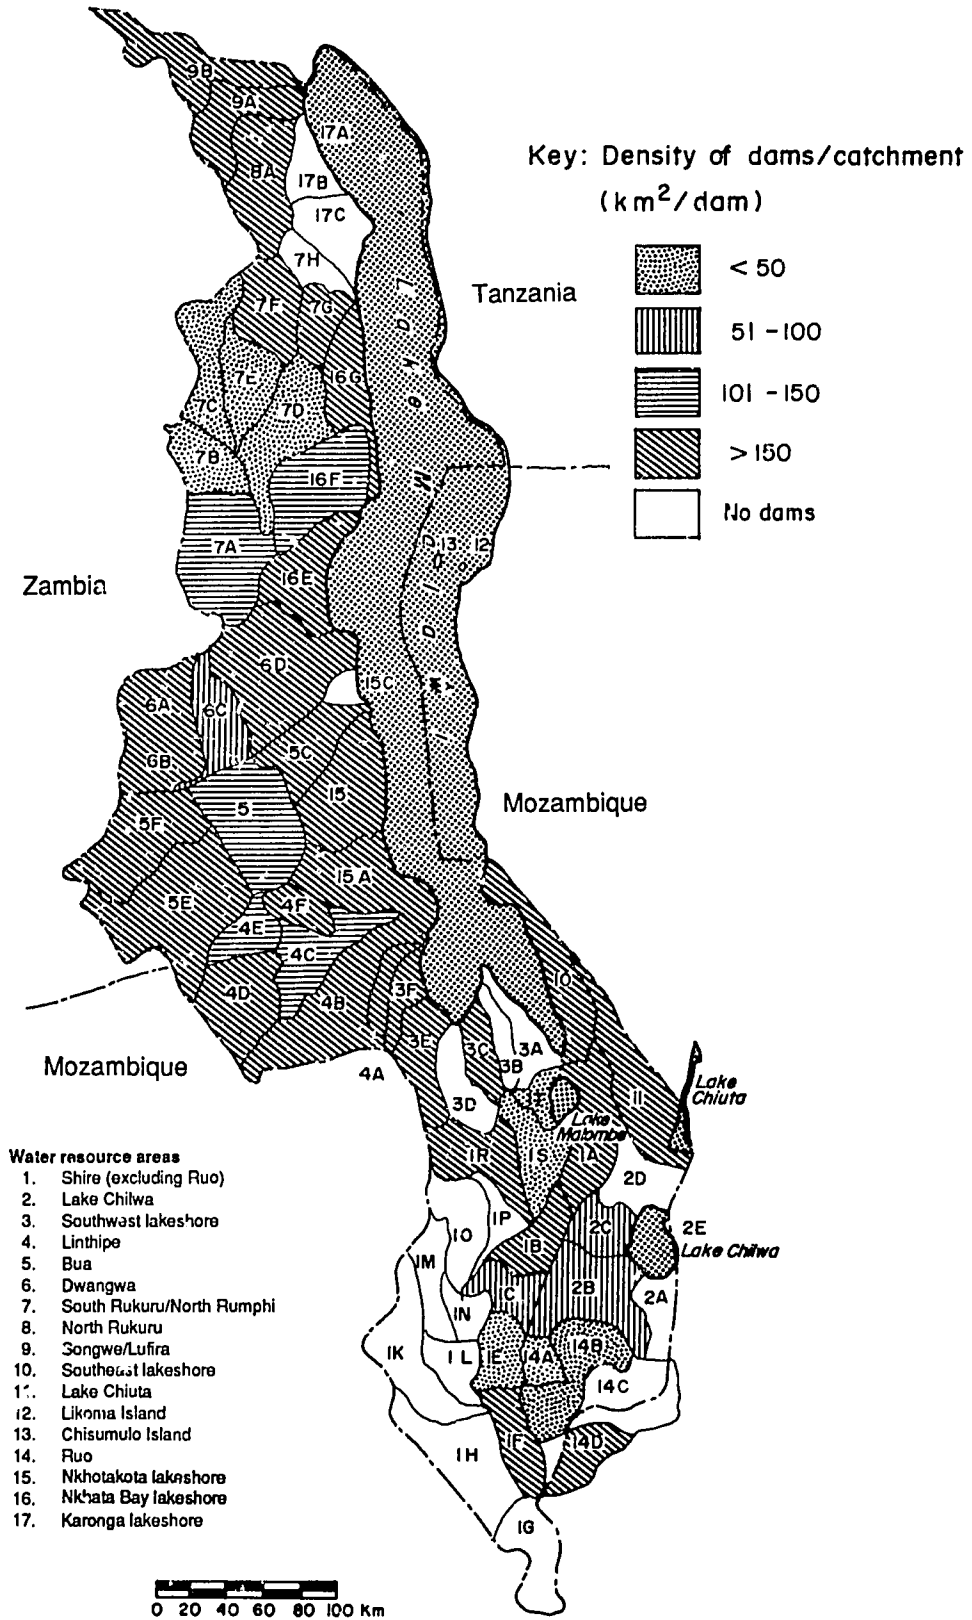 Key: Density of dams/catchment
(km²/dam)
< 50
51 - 100
101 - 150
> 150
No dams
Tanzania
Zambia
Mozambique
Mozambique
9B
9A
8A
17A
17B
17C
7H
7F
7G
16G
7E
7C
7D
7B
16F
7A
16E
13
12
6D
15C
6A
6C
6B
5C
5
15
5F
15A
5E
4F
4E
4C
4D
4B
3F
10
3E
3C
3A
3B
4A
3D
11
Lake
Chiuta
Lake
Malombe
1R
1S
1A
2D
1P
1O
2C
2E
Lake Chilwa
1B
1M
C
2B
2A
1N
1K
1L
1E
14A
14B
14C
1F
14D
1H
1G
Water resource areas
1. Shire (excluding Ruo)
2. Lake Chilwa
3. Southwest lakeshore
4. Linthipe
5. Bua
6. Dwangwa
7. South Rukuru/North Rumphi
8. North Rukuru
9. Songwe/Lufira
10. Southeast lakeshore
11. Lake Chiuta
12. Likoma Island
13. Chisumulo Island
14. Ruo
15. Nkhotakota lakeshore
16. Nkhata Bay lakeshore
17. Karonga lakeshore
0 20 40 60 80 100 Km